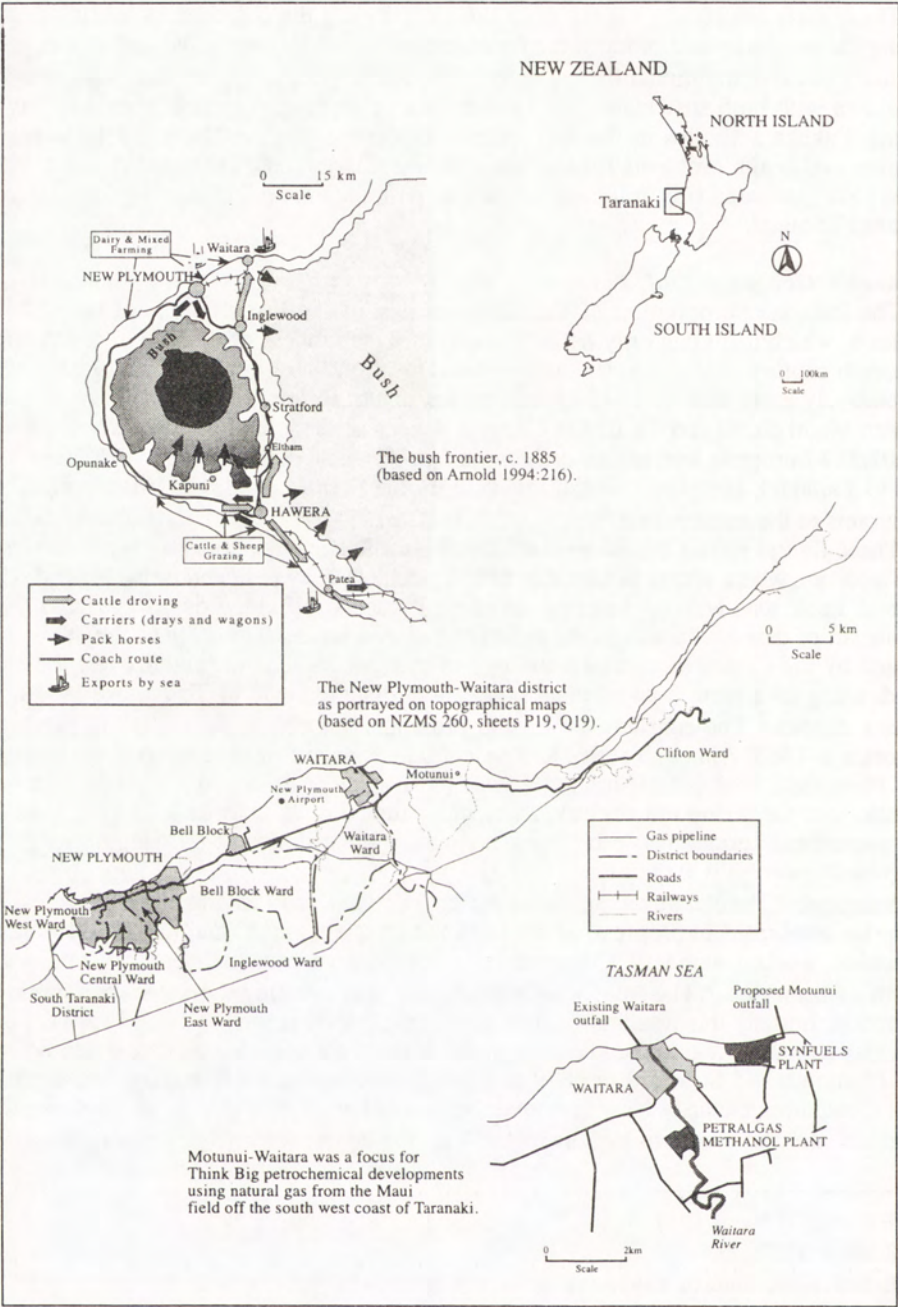 NEW ZEALAND
NORTH ISLAND
Taranaki
N
SOUTH ISLAND
0 100km
Scale
0 15 km
Scale
Dairy & Mixed
Farming
Waitara
NEW PLYMOUTH
Inglewood
Bush
Bush
Stratford
Eltham
Opunake
Kapuni
HAWERA
Cattle & Sheep
Grazing
Patea
The bush frontier, c. 1885
(based on Arnold 1994:216).
Cattle droving
Carriers (drays and wagons)
Pack horses
Coach route
Exports by sea
0 5 km
Scale
The New Plymouth-Waitara district
as portrayed on topographical maps
(based on NZMS 260, sheets P19, Q19).
Clifton Ward
WAITARA
Motunui
New Plymouth
Airport
Bell Block
Waitara
Ward
NEW PLYMOUTH
Bell Block Ward
New Plymouth
West Ward
Inglewood Ward
New Plymouth
Central Ward
South Taranaki
District
New Plymouth
East Ward
Gas pipeline
District boundaries
Roads
Railways
Rivers
TASMAN SEA
Existing Waitara
outfall
Proposed Motunui
outfall
SYNFUELS
PLANT
WAITARA
PETRALGAS
METHANOL PLANT
Motunui-Waitara was a focus for
Think Big petrochemical developments
using natural gas from the Maui
field off the south west coast of Taranaki.
Waitara
River
0 2km
Scale